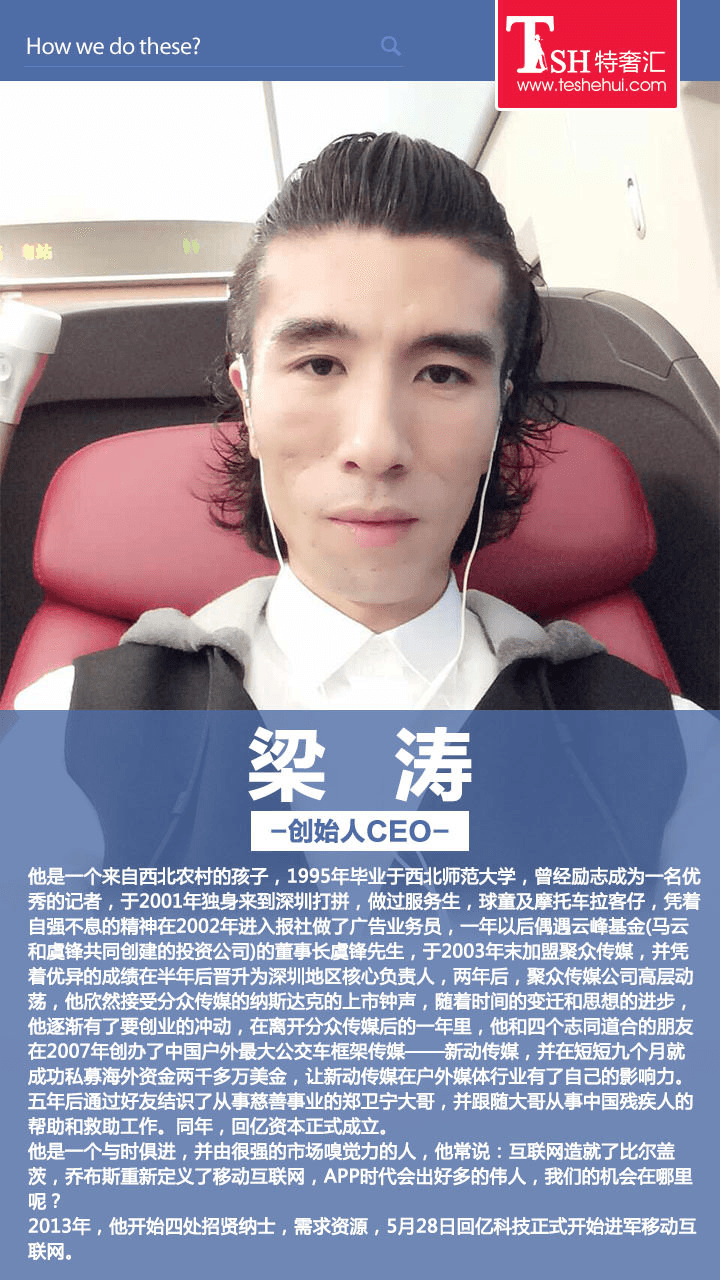 How we do these?
TSH 特奢汇
www.teshehui.com
站
梁 涛
-创始人CEO-
他是一个来自西北农村的孩子，1995年毕业于西北师范大学，曾经励志成为一名优
秀的记者，于2001年独身来到深圳打拼，做过服务生，球童及摩托车拉客仔，凭着
自强不息的精神在2002年进入报社做了广告业务员，一年以后偶遇云峰基金(马云
和虞锋共同创建的投资公司)的董事长虞锋先生，于2003年末加盟聚众传媒，并凭
着优异的成绩在半年后晋升为深圳地区核心负责人，两年后，聚众传媒公司高层动
荡，他欣然接受分众传媒的纳斯达克的上市钟声，随着时间的变迁和思想的进步，
他逐渐有了要创业的冲动，在离开分众传媒后的一年里，他和四个志同道合的朋友
在2007年创办了中国户外最大公交车框架传媒——新动传媒，并在短短九个月就
成功私募海外资金两千多万美金，让新动传媒在户外媒体行业有了自己的影响力。
五年后通过好友结识了从事慈善事业的郑卫宁大哥，并跟随大哥从事中国残疾人的
帮助和救助工作。同年，回亿资本正式成立。
他是一个与时俱进，并由很强的市场嗅觉力的人，他常说：互联网造就了比尔盖
茨，乔布斯重新定义了移动互联网，APP时代会出好多的伟人，我们的机会在哪里
呢？
2013年，他开始四处招贤纳士，需求资源，5月28日回亿科技正式开始进军移动互
联网。